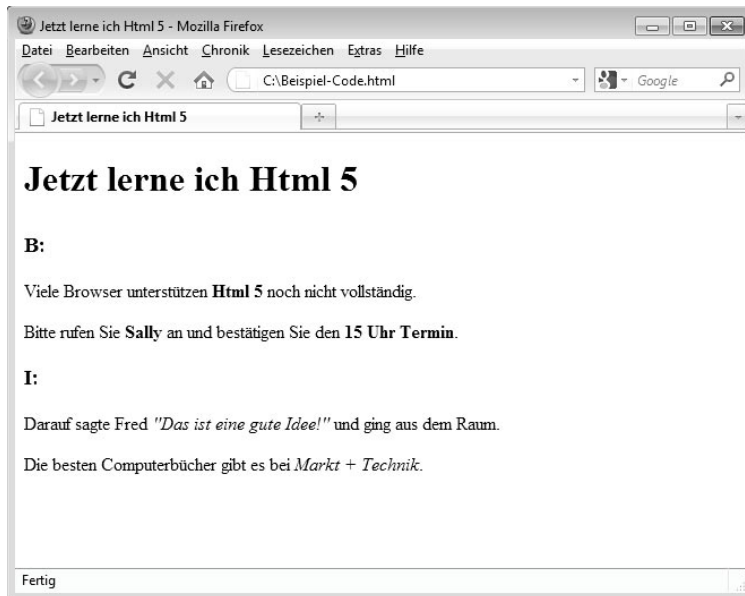 Jetzt lerne ich Html 5 - Mozilla Firefox
Datei Bearbeiten Ansicht Chronik Lesezeichen Extras Hilfe
C:\Beispiel-Code.html Google
Jetzt lerne ich Html 5
Jetzt lerne ich Html 5
B:
Viele Browser unterstützen Html 5 noch nicht vollständig.
Bitte rufen Sie Sally an und bestätigen Sie den 15 Uhr Termin.
I:
Darauf sagte Fred "Das ist eine gute Idee!" und ging aus dem Raum.
Die besten Computerbücher gibt es bei Markt + Technik.
Fertig